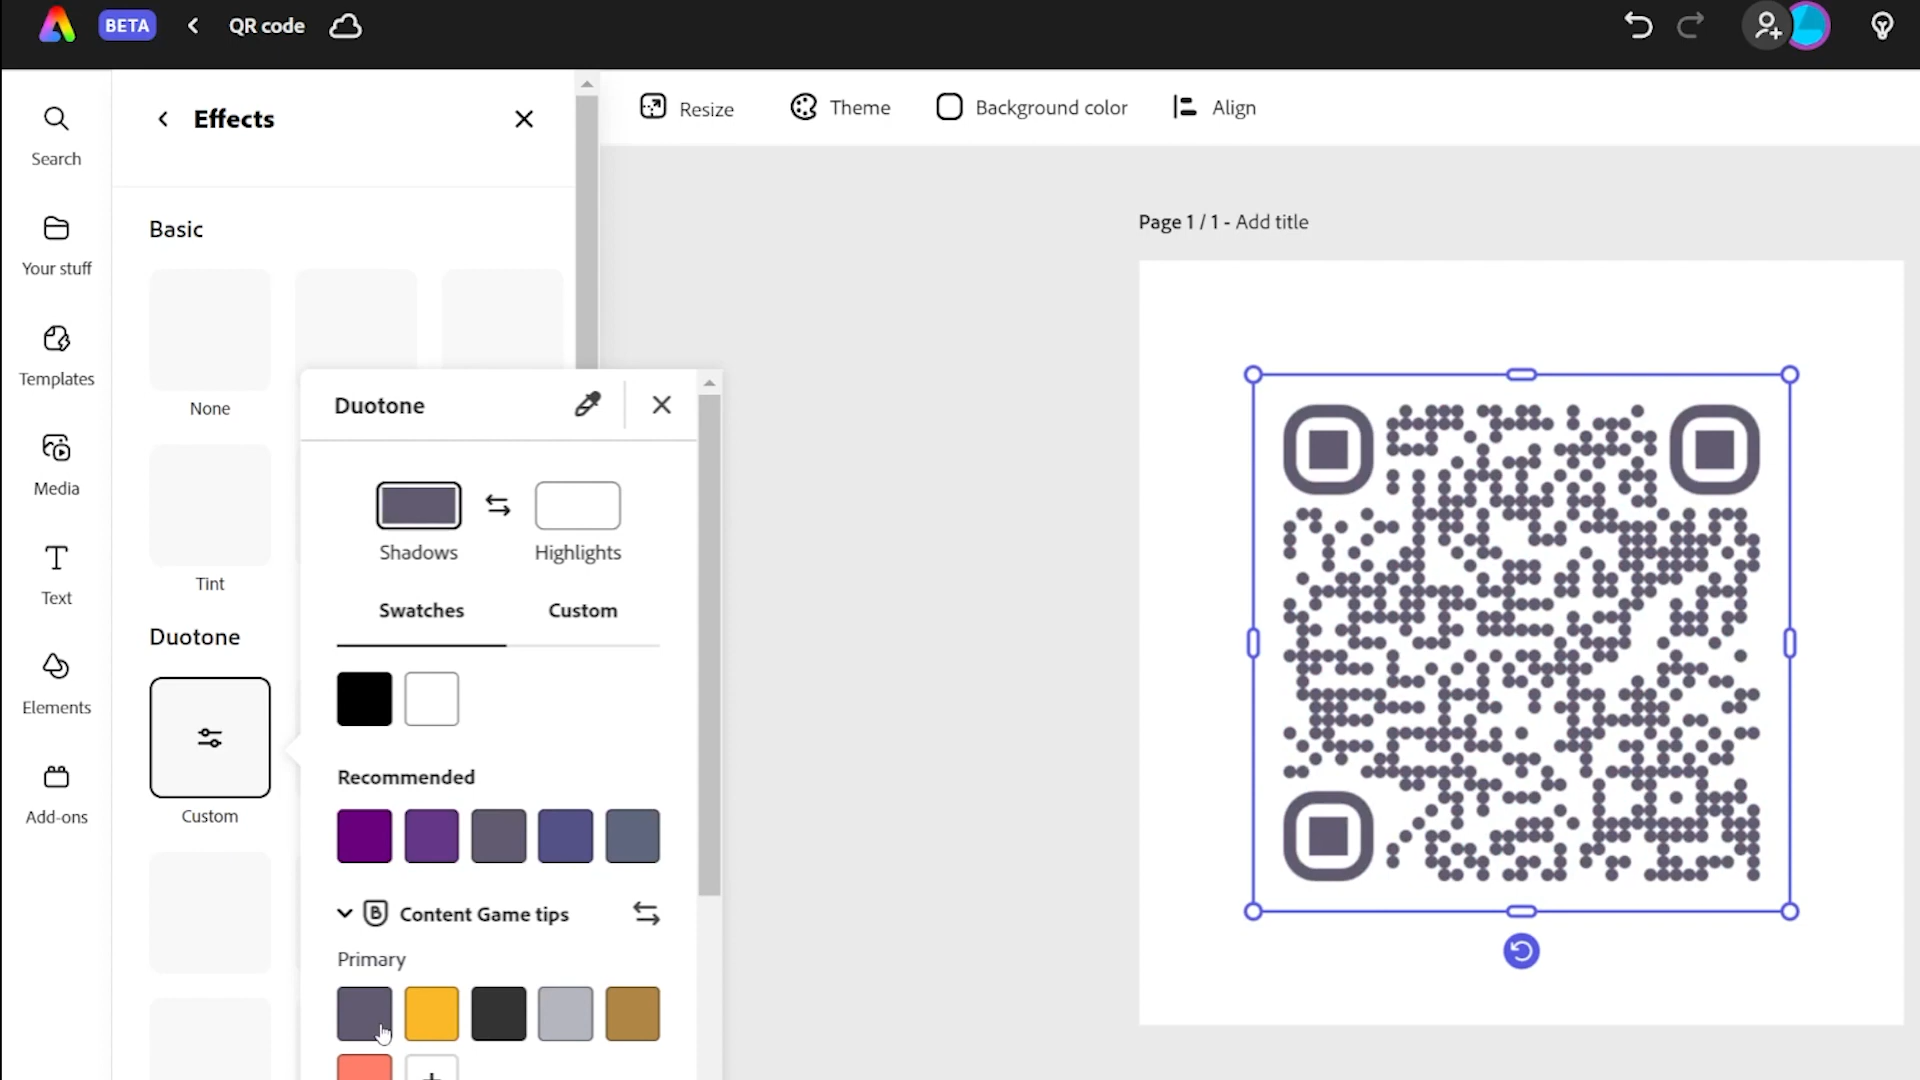 BETA
QR code
Search
Your stuff
Templates
Media
Text
Elements
Add-ons
Effects
Basic
None
Tint
Duotone
Custom
Duotone
Shadows
Highlights
Swatches
Custom
Recommended
B
Content Game tips
Primary
Resize
Theme
Background color
Align
Page 1 / 1 - Add title